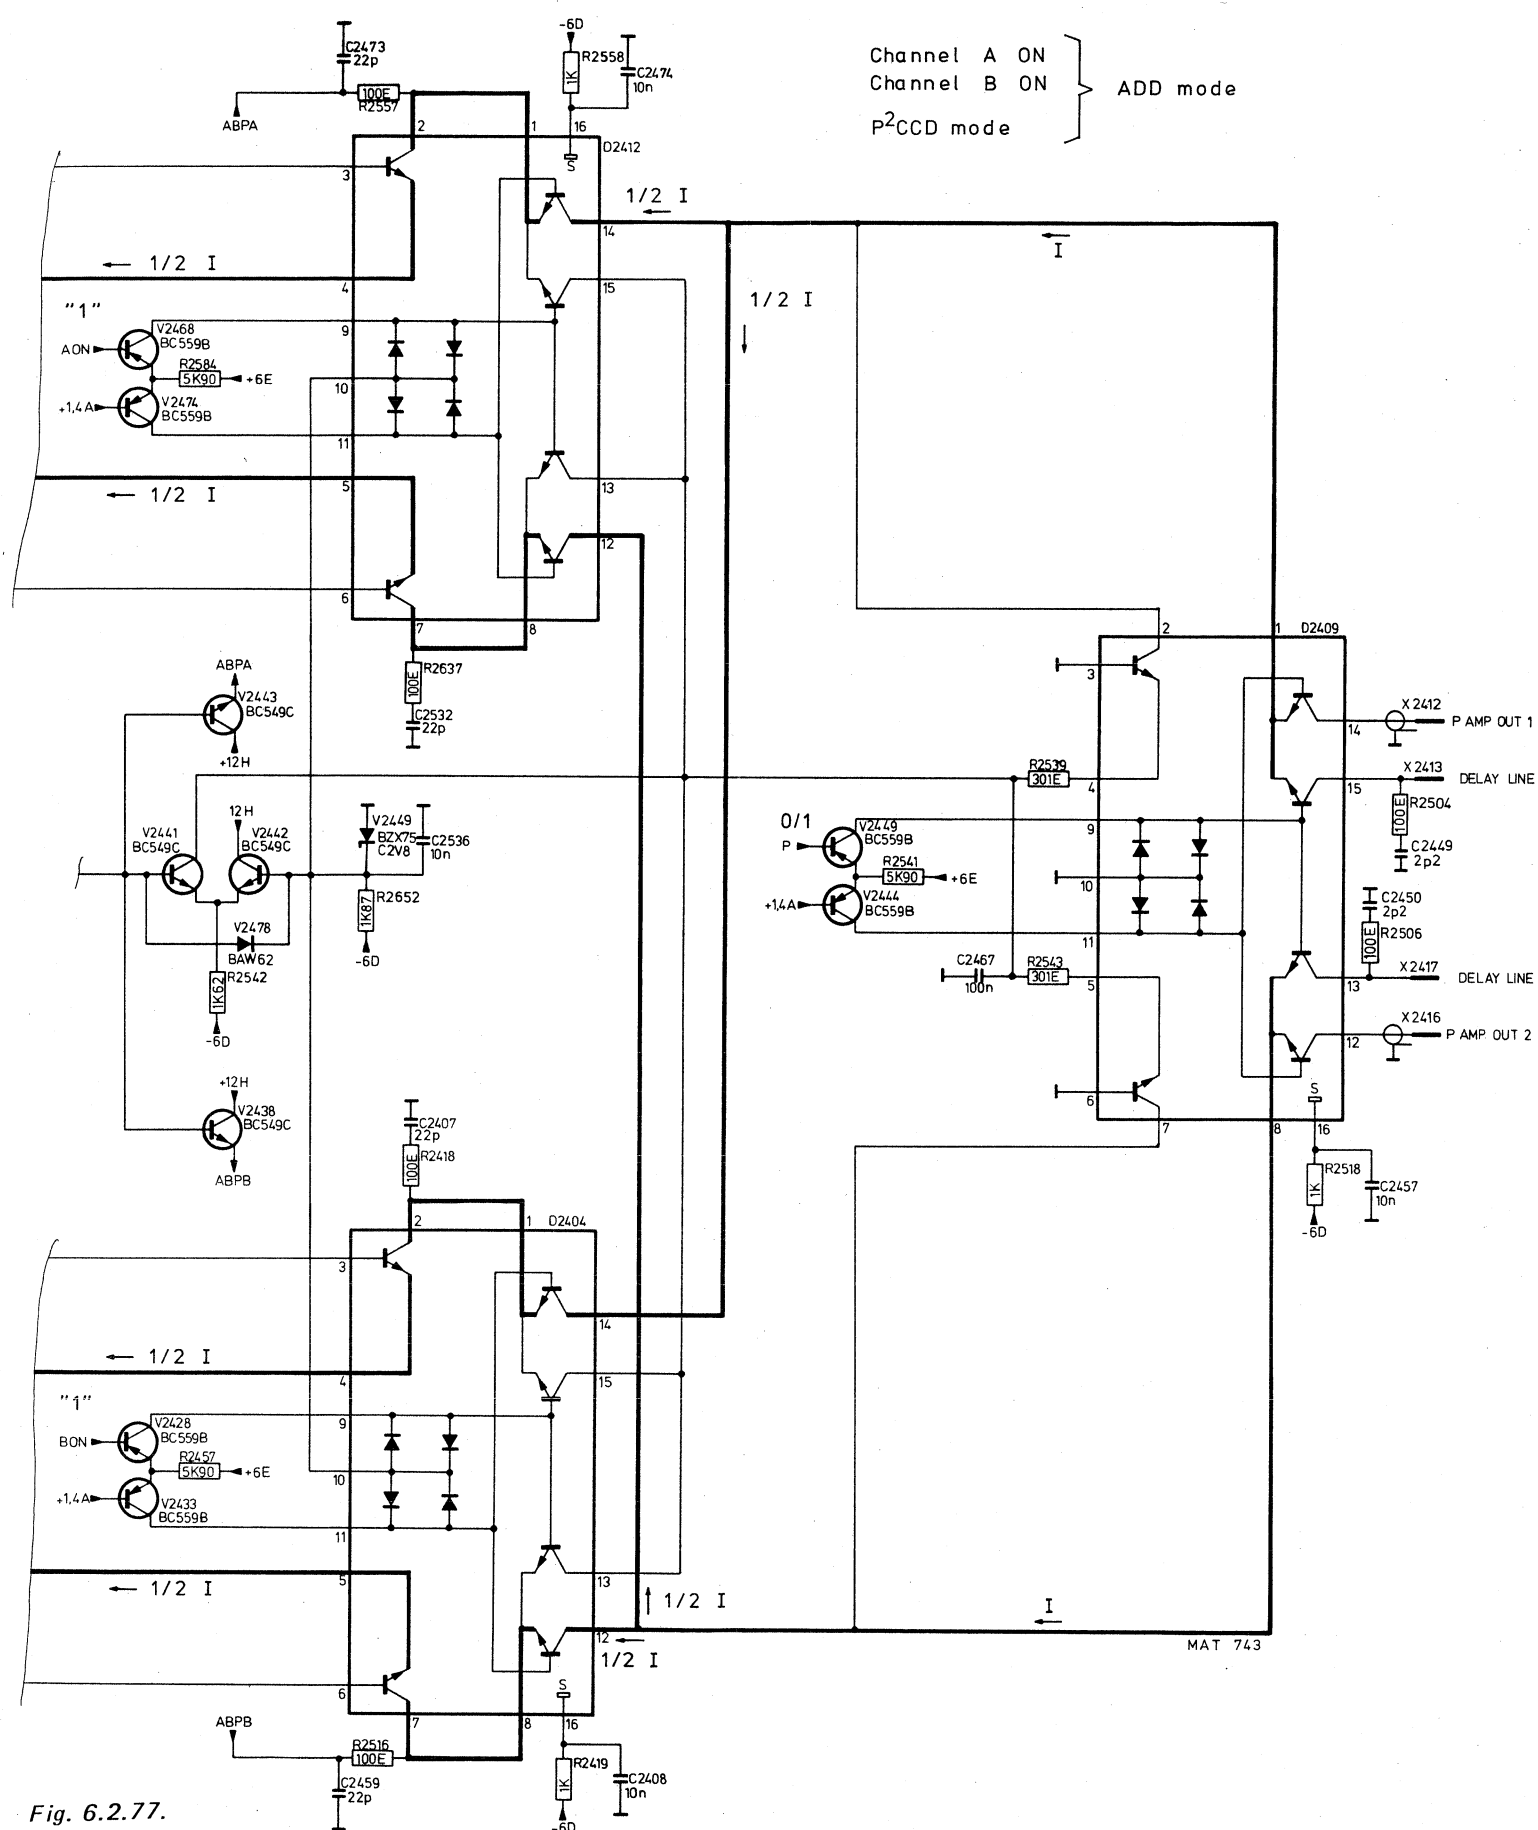 C2473
22p
100E
R2557
ABPA
-6D
1K
R2558
C2474
10n
Channel A ON
Channel B ON
P2CCD mode
ADD mode
2
1
16
S
D2412
3
1/2 I
14
I
1/2 I
4
15
1/2 I
"1"
V2468
BC559B
AON
R2584
5K90
+6E
+1,4A
V2474
BC559B
9
10
11
5
13
1/2 I
12
6
7
8
R2637
100E
C2532
22p
ABPA
V2443
BC549C
+12H
12H
V2441
BC549C
V2442
BC549C
V2449
BZX75
C2V8
C2536
10n
R2652
1K87
-6D
V2478
BAW62
R2542
1K62
-6D
+12H
V2438
BC549C
ABPB
2
1
D2409
3
X2412
P AMP OUT 1
14
R2539
301E
4
X2413
DELAY LINE
15
R2504
100E
C2449
2p2
0/1
P
V2449
BC559B
R2541
5K90
+6E
+1,4A
V2444
BC559B
9
10
11
C2450
2p2
100E
R2506
C2467
100n
R2543
301E
5
X2417
DELAY LINE
13
X2416
P AMP OUT 2
12
6
7
8
S
16
R2518
1K
-6D
C2457
10n
C2407
22p
R2418
100E
2
1
D2404
3
14
1/2 I
4
15
"1"
V2428
BC559B
BON
R2457
5K90
+6E
+1,4A
V2433
BC559B
9
10
11
5
13
1/2 I
1/2 I
I
12
1/2 I
MAT 743
6
S
7
8
16
ABPB
R2516
100E
C2459
22p
R2419
1K
-6D
C2408
10n
Fig. 6.2.77.